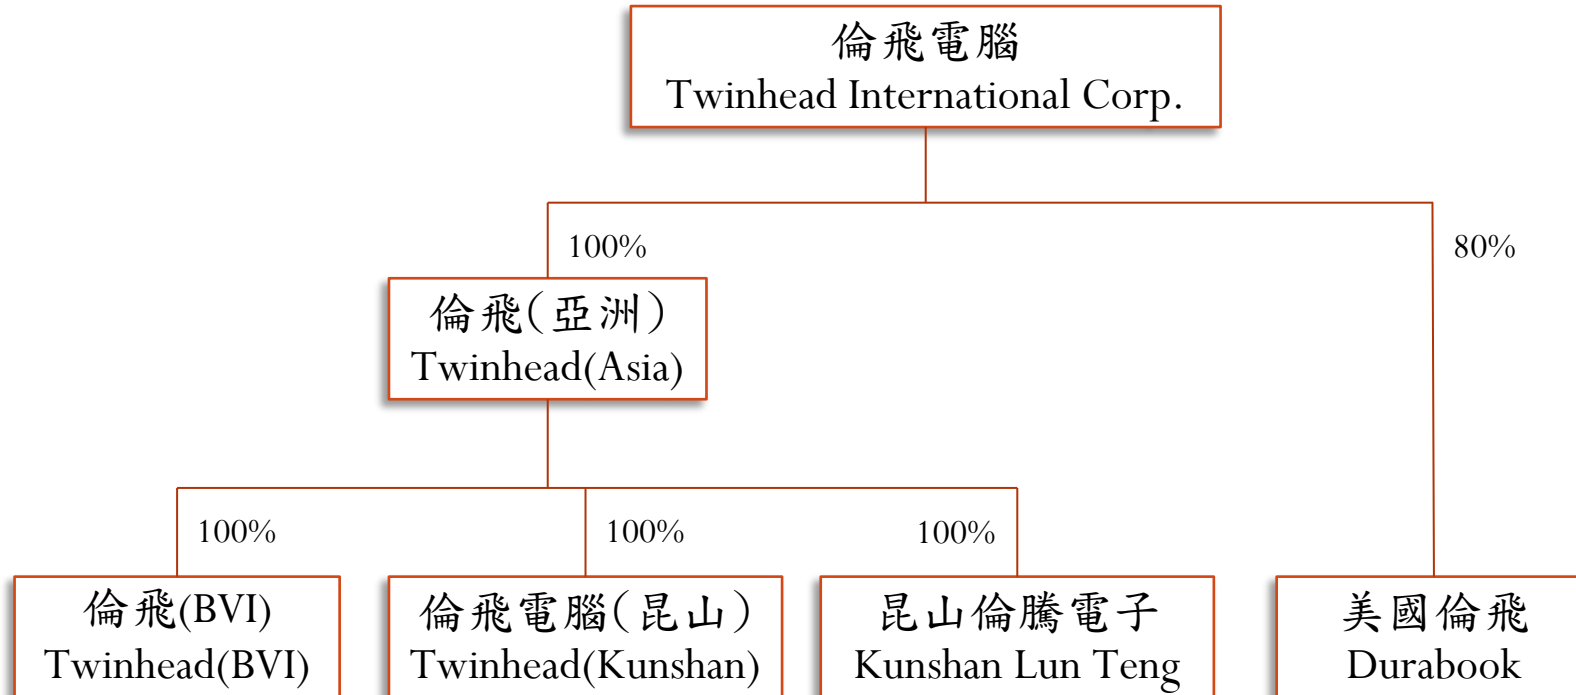 倫飛電腦
Twinhead International Corp.
100%
80%
倫飛(亞洲)
Twinhead(Asia)
100%
100%
100%
倫飛(BVI)
Twinhead(BVI)
倫飛電腦(昆山)
Twinhead(Kunshan)
昆山倫騰電子
Kunshan Lun Teng
美國倫飛
Durabook